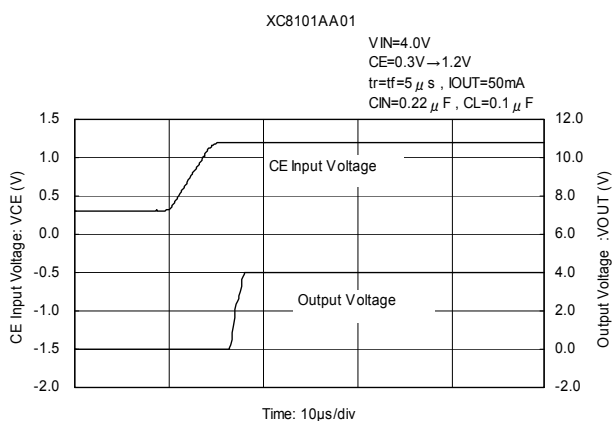 XC8101AA01
VIN=4.0V
CE=0.3V→1.2V
tr=tf=5 μ s , IOUT=50mA
CIN=0.22 μ F , CL=0.1 μ F
CE Input Voltage: VCE (V)
1.5
1.0
0.5
0.0
-0.5
-1.0
-1.5
-2.0
CE Input Voltage
Output Voltage
12.0
10.0
8.0
6.0
4.0
2.0
0.0
-2.0
Output Voltage :VOUT (V)
Time: 10μs/div